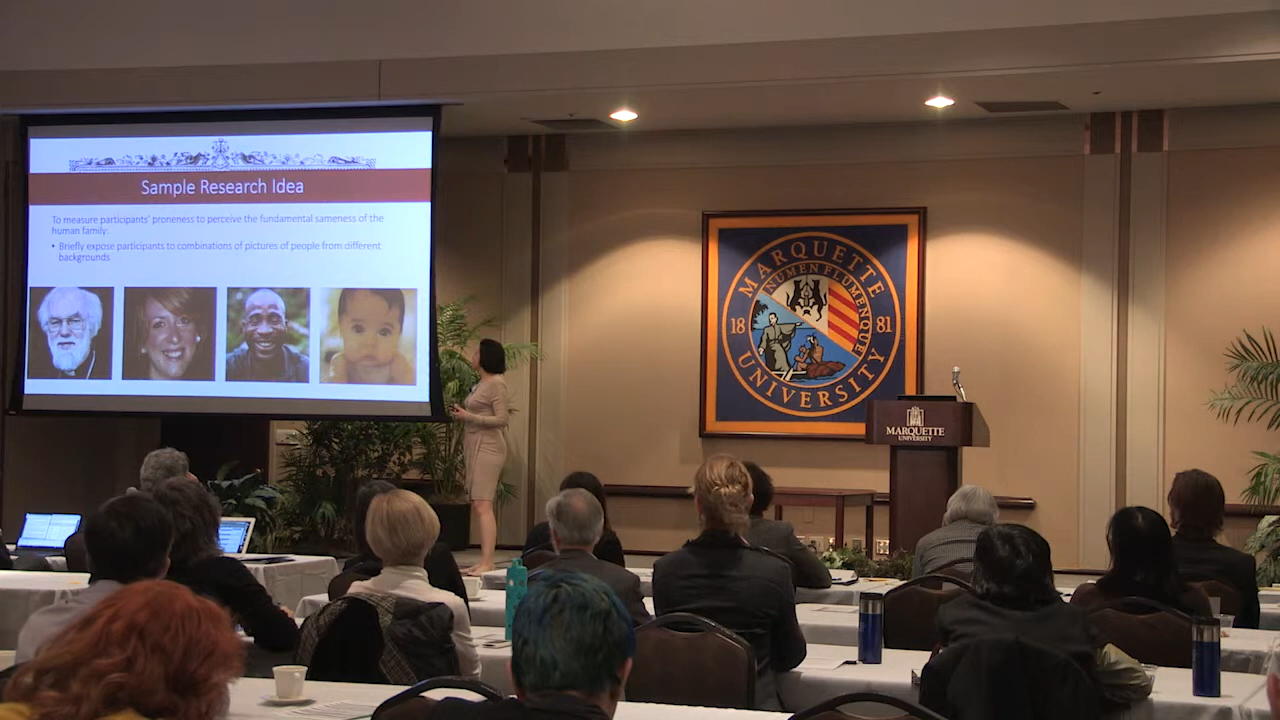 Sample Research Idea
To measure participants' proneness to perceive the fundamental sameness of the
human family:
• Briefly expose participants to combinations of pictures of people from different
backgrounds
MARQUETTE
NUMEN FLUMENQUE
18 81
UNIVERSITY
MARQUETTE
UNIVERSITY